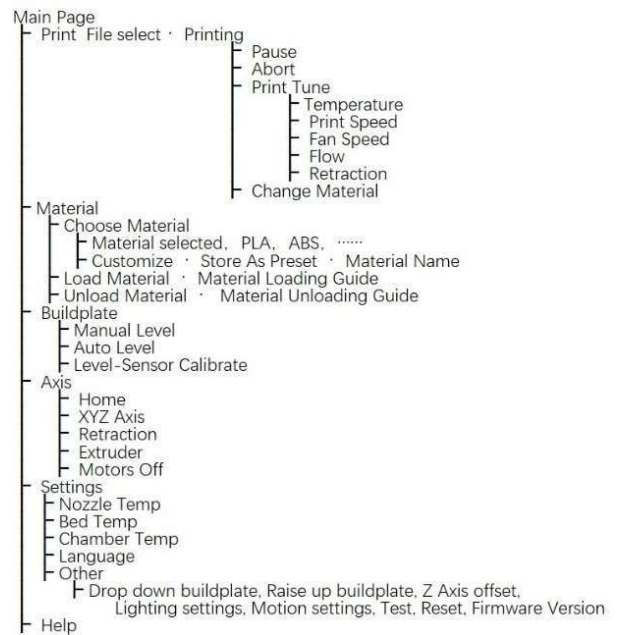 Main Page
Print File select · Printing
Pause
Abort
Print Tune
Temperature
Print Speed
Fan Speed
Flow
Retraction
Change Material
Material
Choose Material
Material selected, PLA, ABS, ······
Customize · Store As Preset · Material Name
Load Material · Material Loading Guide
Unload Material · Material Unloading Guide
Buildplate
Manual Level
Auto Level
Level-Sensor Calibrate
Axis
Home
XYZ Axis
Retraction
Extruder
Motors Off
Settings
Nozzle Temp
Bed Temp
Chamber Temp
Language
Other
Drop down buildplate, Raise up buildplate, Z Axis offset,
Lighting settings, Motion settings, Test, Reset, Firmware Version
Help